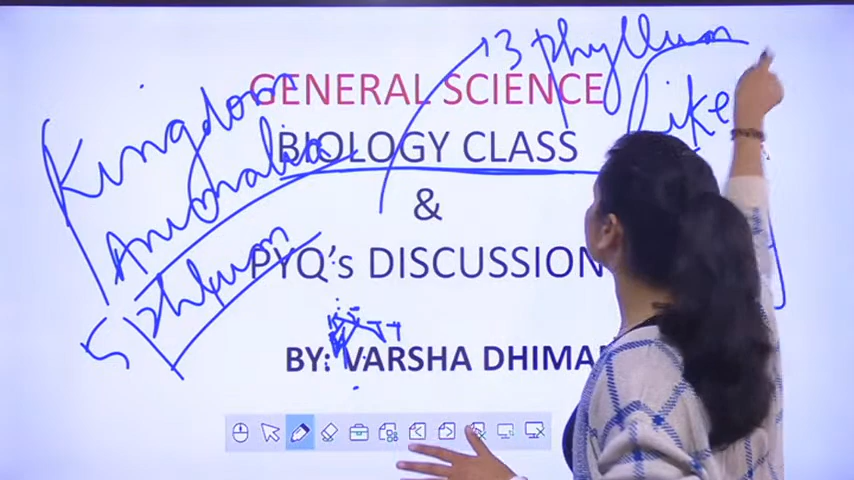 GENERAL SCIENCE
BIOLOGY CLASS
&
PYQ's DISCUSSION
BY: VARSHA DHIMA
Kingdom
Animalia
5 phylum
13 phyllum
like